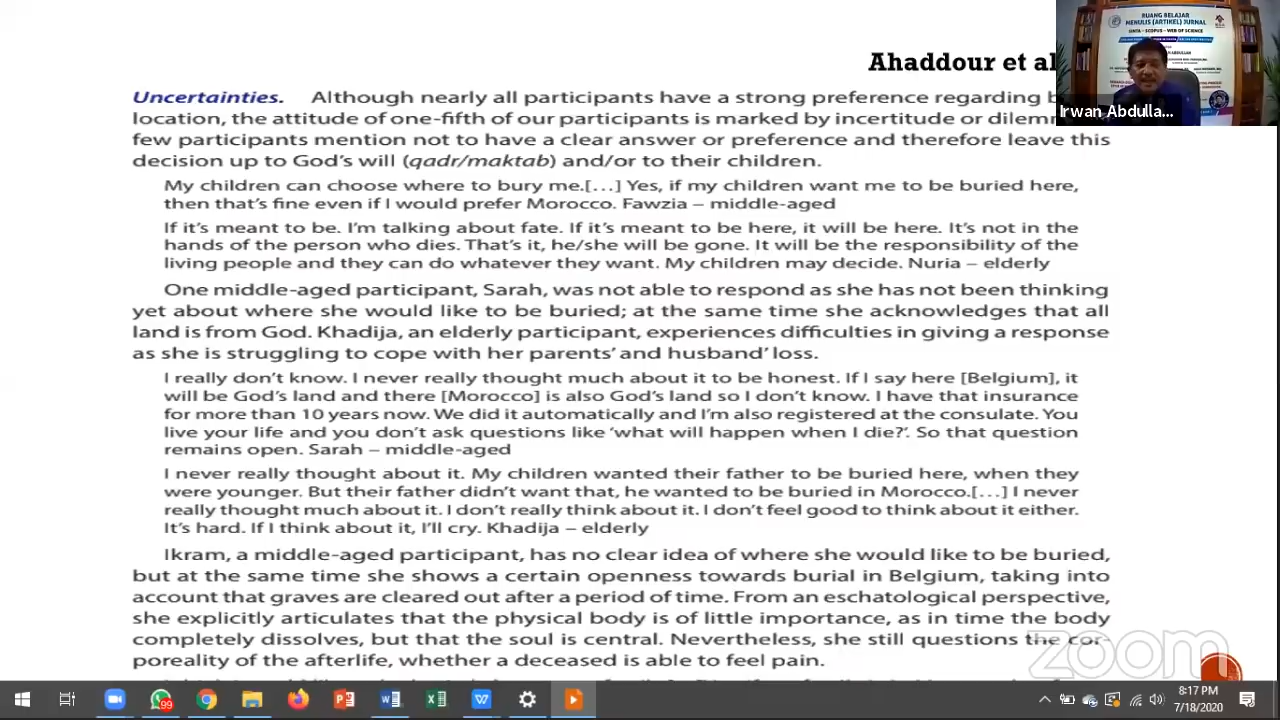 Ahaddour et al
RUANG BELAJAR
MENULIS (ARTIKEL) JURNAL
SINTA - SCOPUS - WEB OF SCIENCE
Irwan Abdulla...
Uncertainties. Although nearly all participants have a strong preference regarding
location, the attitude of one-fifth of our participants is marked by incertitude or
few participants mention not to have a clear answer or preference and therefore leave this
decision up to God's will (qadr/maktab) and/or to their children.
My children can choose where to bury me.[…] Yes, if my children want me to be buried here,
then that's fine even if I would prefer Morocco. Fawzia – middle-aged
If it's meant to be. I'm talking about fate. If it's meant to be here, it will be here. It's not in the
hands of the person who dies. That's it, he/she will be gone. It will be the responsibility of the
living people and they can do whatever they want. My children may decide. Nuria – elderly
One middle-aged participant, Sarah, was not able to respond as she has not been thinking
yet about where she would like to be buried; at the same time she acknowledges that all
land is from God. Khadija, an elderly participant, experiences difficulties in giving a response
as she is struggling to cope with her parents' and husband' loss.
I really don't know. I never really thought much about it to be honest. If I say here [Belgium], it
will be God's land and there [Morocco] is also God's land so I don't know. I have that insurance
for more than 10 years now. We did it automatically and I'm also registered at the consulate. You
live your life and you don't ask questions like 'what will happen when I die?'. So that question
remains open. Sarah – middle-aged
I never really thought about it. My children wanted their father to be buried here, when they
were younger. But their father didn't want that, he wanted to be buried in Morocco.[…] I never
really thought much about it. I don't really think about it. I don't feel good to think about it either.
It's hard. If I think about it, I'll cry. Khadija – elderly
Ikram, a middle-aged participant, has no clear idea of where she would like to be buried,
but at the same time she shows a certain openness towards burial in Belgium, taking into
account that graves are cleared out after a period of time. From an eschatological perspective,
she explicitly articulates that the physical body is of little importance, as in time the body
completely dissolves, but that the soul is central. Nevertheless, she still questions the cor-
poreality of the afterlife, whether a deceased is able to feel pain.
zoom
99
8:17 PM
7/18/2020